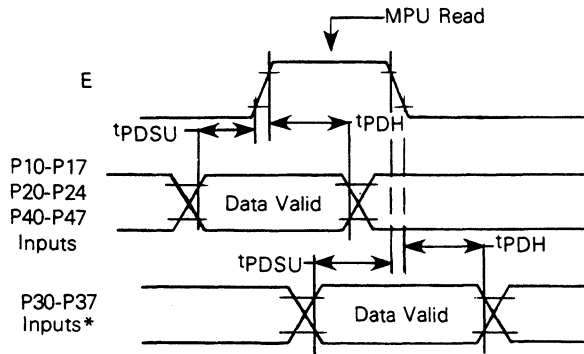 MPU Read
E
tPDSU
tPDH
P10-P17
P20-P24
P40-P47
Inputs
Data Valid
tPDSU
tPDH
P30-P37
Inputs*
Data Valid